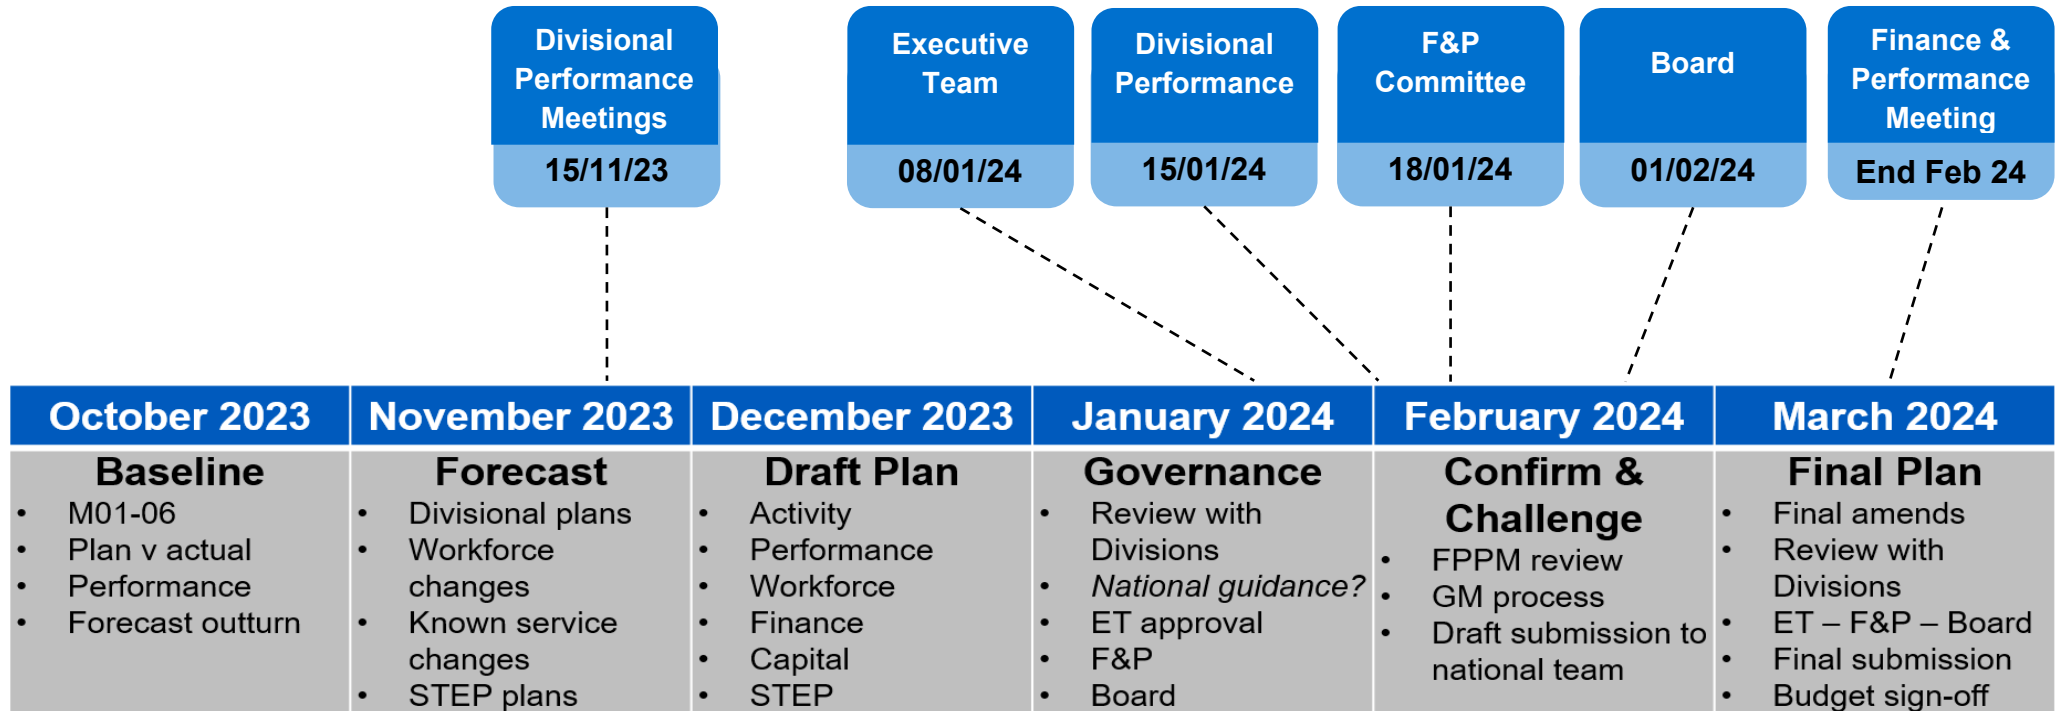 Divisional
Performance
Meetings
15/11/23
Executive
Team
08/01/24
Divisional
Performance
15/01/24
F&P
Committee
18/01/24
Board
01/02/24
Finance &
Performance
Meeting
End Feb 24
October 2023
Baseline
• M01-06
• Plan v actual
• Performance
• Forecast outturn
November 2023
Forecast
• Divisional plans
• Workforce
changes
• Known service
changes
• STEP plans
December 2023
Draft Plan
• Activity
• Performance
• Workforce
• Finance
• Capital
• STEP
January 2024
Governance
• Review with
Divisions
• National guidance?
• ET approval
• F&P
• Board
February 2024
Confirm &
Challenge
• FPPM review
• GM process
• Draft submission to
national team
March 2024
Final Plan
• Final amends
• Review with
Divisions
• ET – F&P – Board
• Final submission
• Budget sign-off